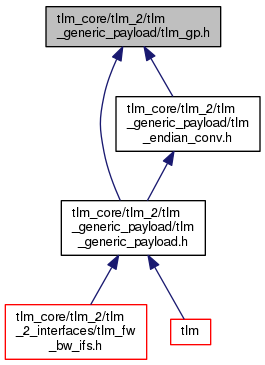 tlm_core/tlm_2/tlm
_generic_payload/tlm_gp.h
tlm_core/tlm_2/tlm
_generic_payload/tlm
_endian_conv.h
tlm_core/tlm_2/tlm
_generic_payload/tlm
_generic_payload.h
tlm_core/tlm_2/tlm
_2_interfaces/tlm_fw
_bw_ifs.h
tlm